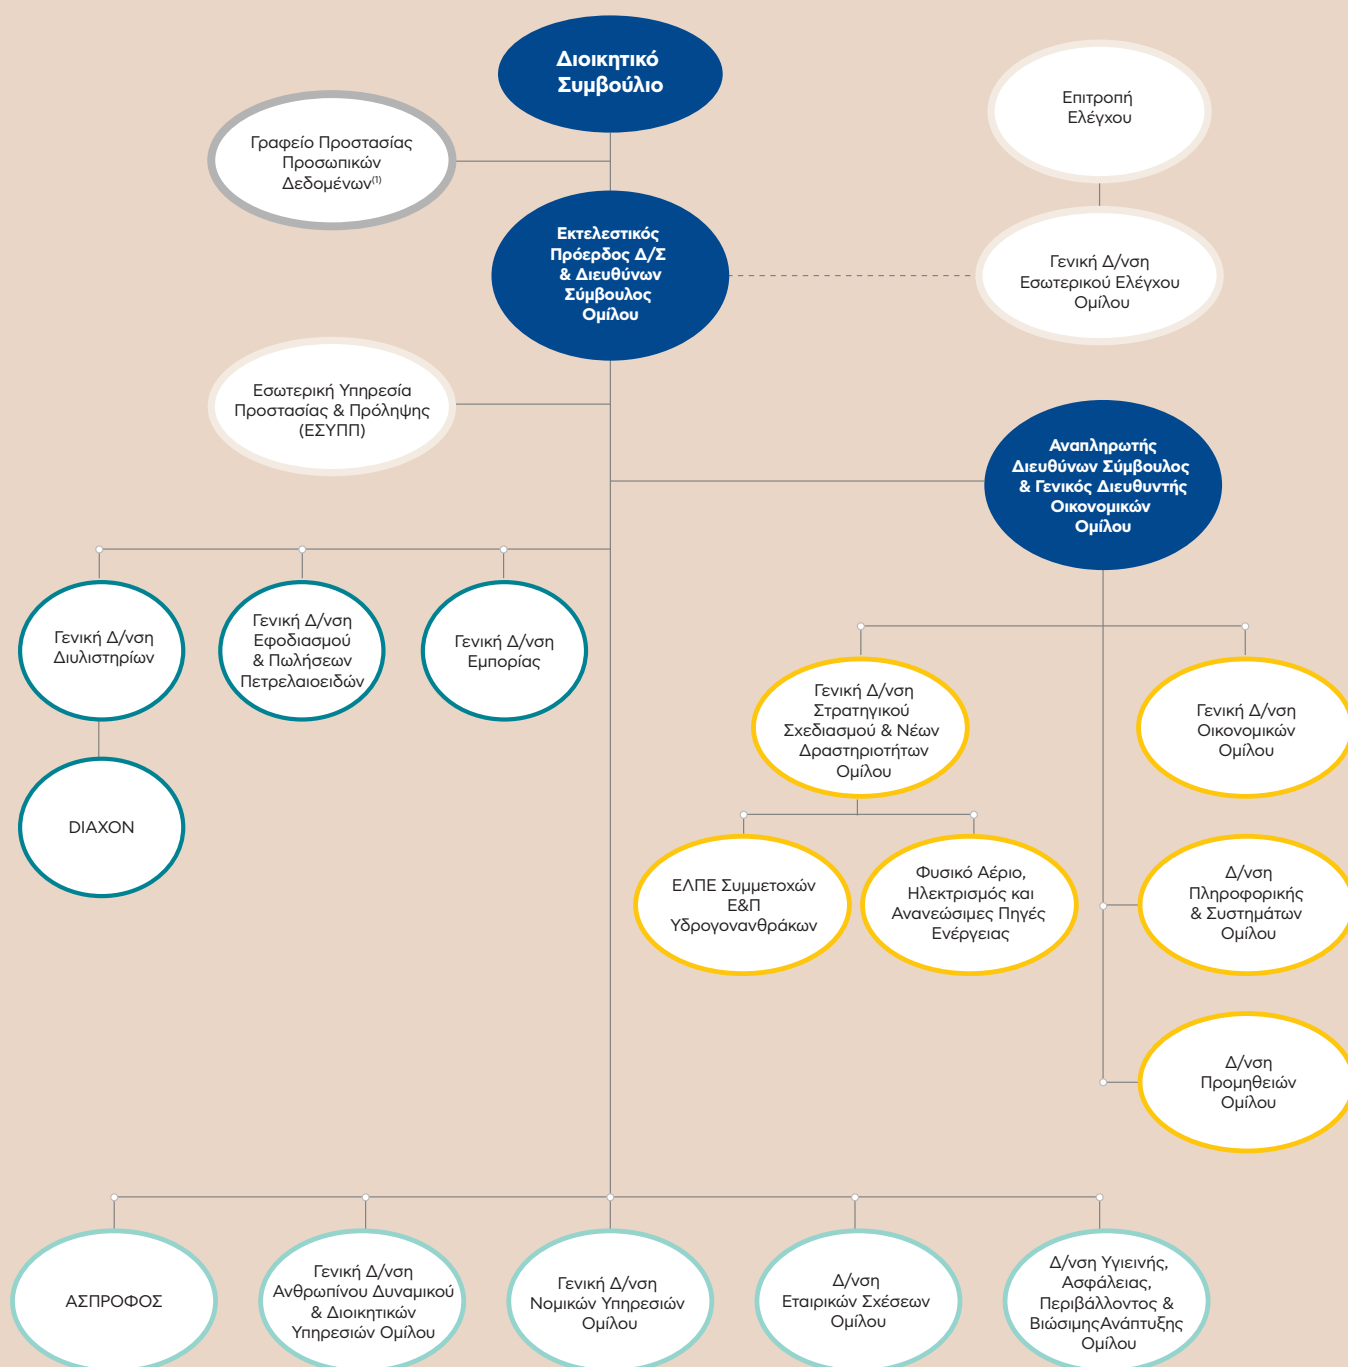 Διοικητικό
Συμβούλιο
Επιτροπή
Ελέγχου
Γραφείο Προστασίας
Προσωπικών
Δεδομένων(1)
Εκτελεστικός
Πρόερδος Δ/Σ
& Διευθύνων
Σύμβουλος
Ομίλου
Γενική Δ/νση
Εσωτερικού Ελέγχου
Ομίλου
Εσωτερική Υπηρεσία
Προστασίας & Πρόληψης
(ΕΣΥΠΠ)
Αναπληρωτής
Διευθύνων Σύμβουλος
& Γενικός Διευθυντής
Οικονομικών
Ομίλου
Γενική Δ/νση
Διυλιστηρίων
Γενική Δ/νση
Εφοδιασμού
& Πωλήσεων
Πετρελαιοειδών
Γενική Δ/νση
Εμπορίας
Γενική Δ/νση
Στρατηγικού
Σχεδιασμού & Νέων
Δραστηριοτήτων
Ομίλου
Γενική Δ/νση
Οικονομικών
Ομίλου
DIAXON
ΕΛΠΕ Συμμετοχών
Ε&Π
Υδρογονανθράκων
Φυσικό Αέριο,
Ηλεκτρισμός και
Ανανεώσιμες Πηγές
Ενέργειας
Δ/νση
Πληροφορικής
& Συστημάτων
Ομίλου
Δ/νση
Προμηθειών
Ομίλου
ΑΣΠΡΟΦΟΣ
Γενική Δ/νση
Ανθρωπίνου Δυναμικού
& Διοικητικών
Υπηρεσιών Ομίλου
Γενική Δ/νση
Νομικών Υπηρεσιών
Ομίλου
Δ/νση
Εταιρικών Σχέσεων
Ομίλου
Δ/νση Υγιεινής,
Ασφάλειας,
Περιβάλλοντος &
ΒιώσιμηςΑνάπτυξης
Ομίλου